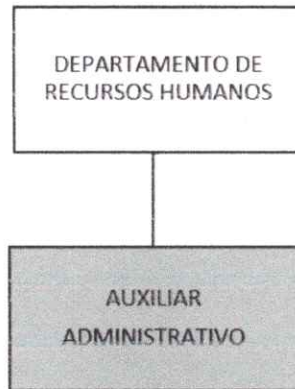 DEPARTAMENTO DE
RECURSOS HUMANOS
AUXILIAR
ADMINISTRATIVO